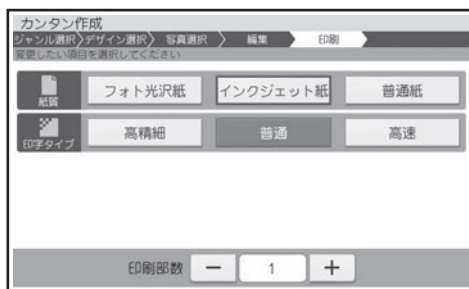 カンタン作成
ジャンル選択〉デザイン選択〉 写真選択 〉 編集 〉 印刷
変更したい項目を選択してください
紙質 フォト光沢紙 インクジェット紙 普通紙
印字タイプ 高精細 普通 高速
印刷部数 － 1 ＋